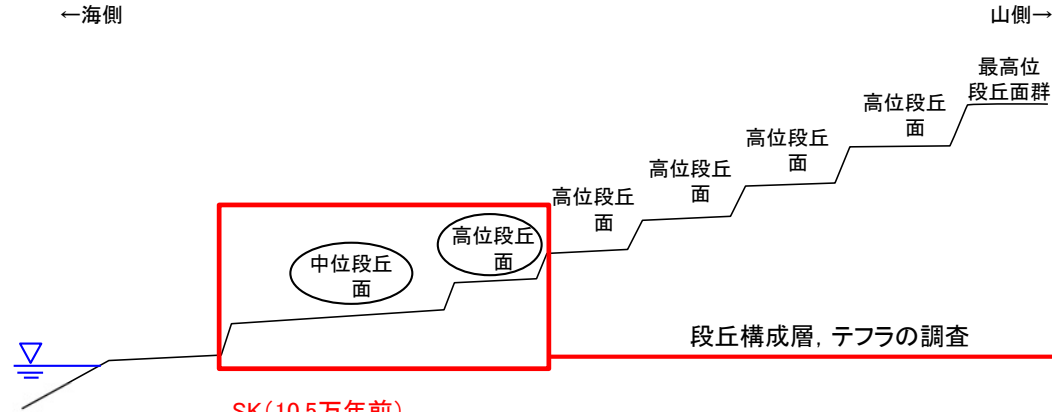 ←海側
山側→
最高位
段丘面群
高位段丘
面
高位段丘
面
高位段丘
面
高位段丘
面
高位段丘
面
中位段丘
面
段丘構成層，テフラの調査
SK(10.5万年前)